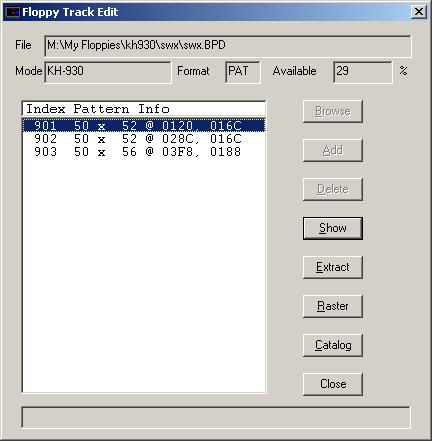 Floppy Track Edit
File M:\My Floppies\kh930\swx\swx.BPD
Mode KH-930 Format PAT Available 29 %
Index Pattern Info
901 50 x 52 @ 0120, 016C
902 50 x 52 @ 028C, 016C
903 50 x 56 @ 03F8, 0188
Browse
Add
Delete
Show
Extract
Raster
Catalog
Close